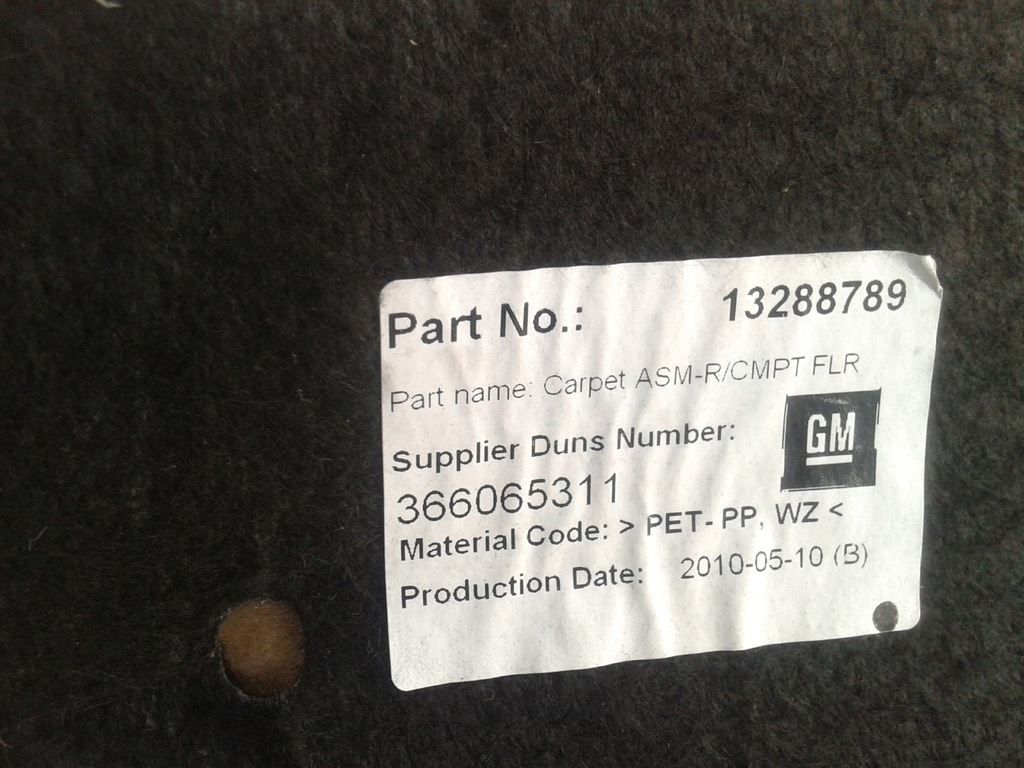 Part No.: 13288789
Part name: Carpet ASM-R/CMPT FLR
GM
Supplier Duns Number:
366065311
Material Code: > PET- PP, WZ <
Production Date: 2010-05-10 (B)